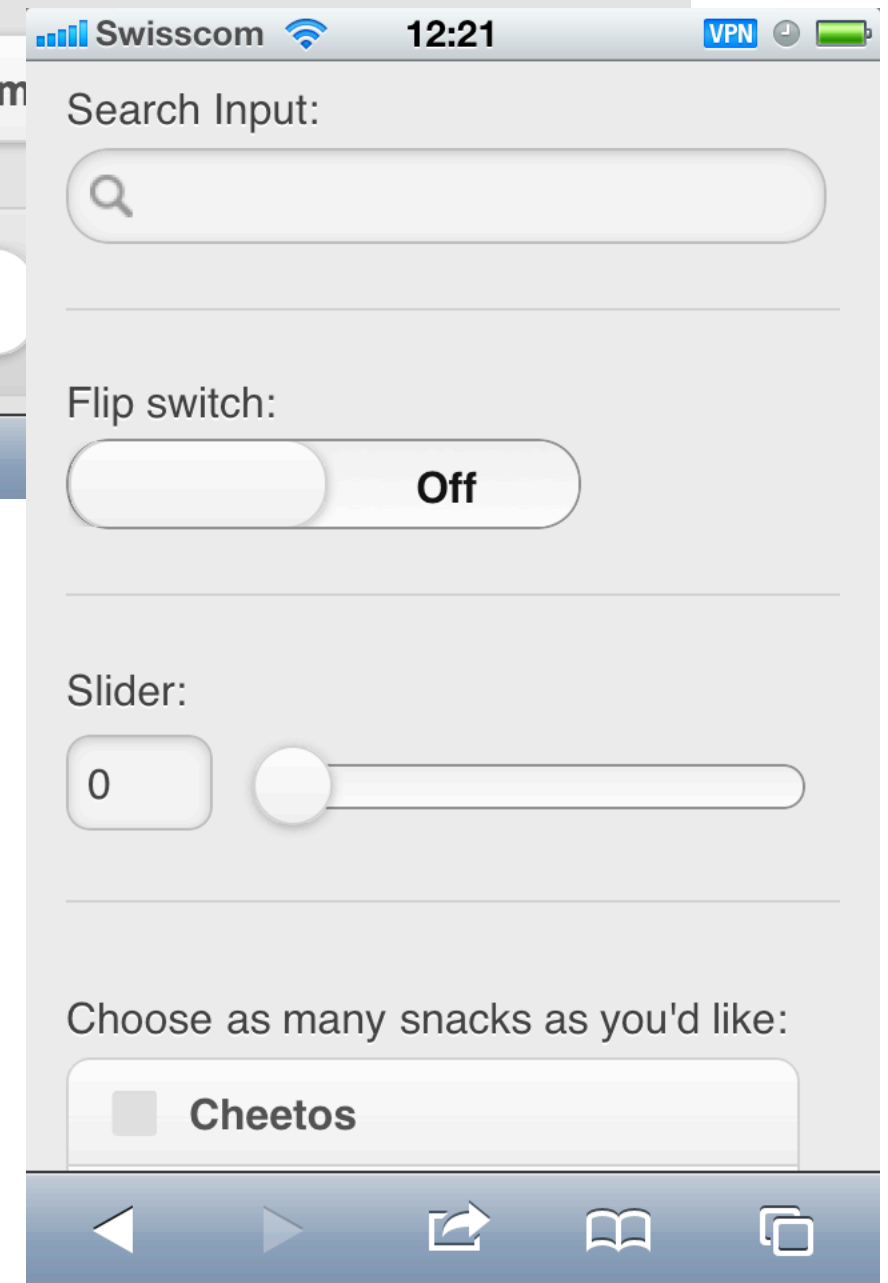 Swisscom 12:21 VPN
Search Input:
Flip switch:
Off
Slider:
0
Choose as many snacks as you'd like:
Cheetos